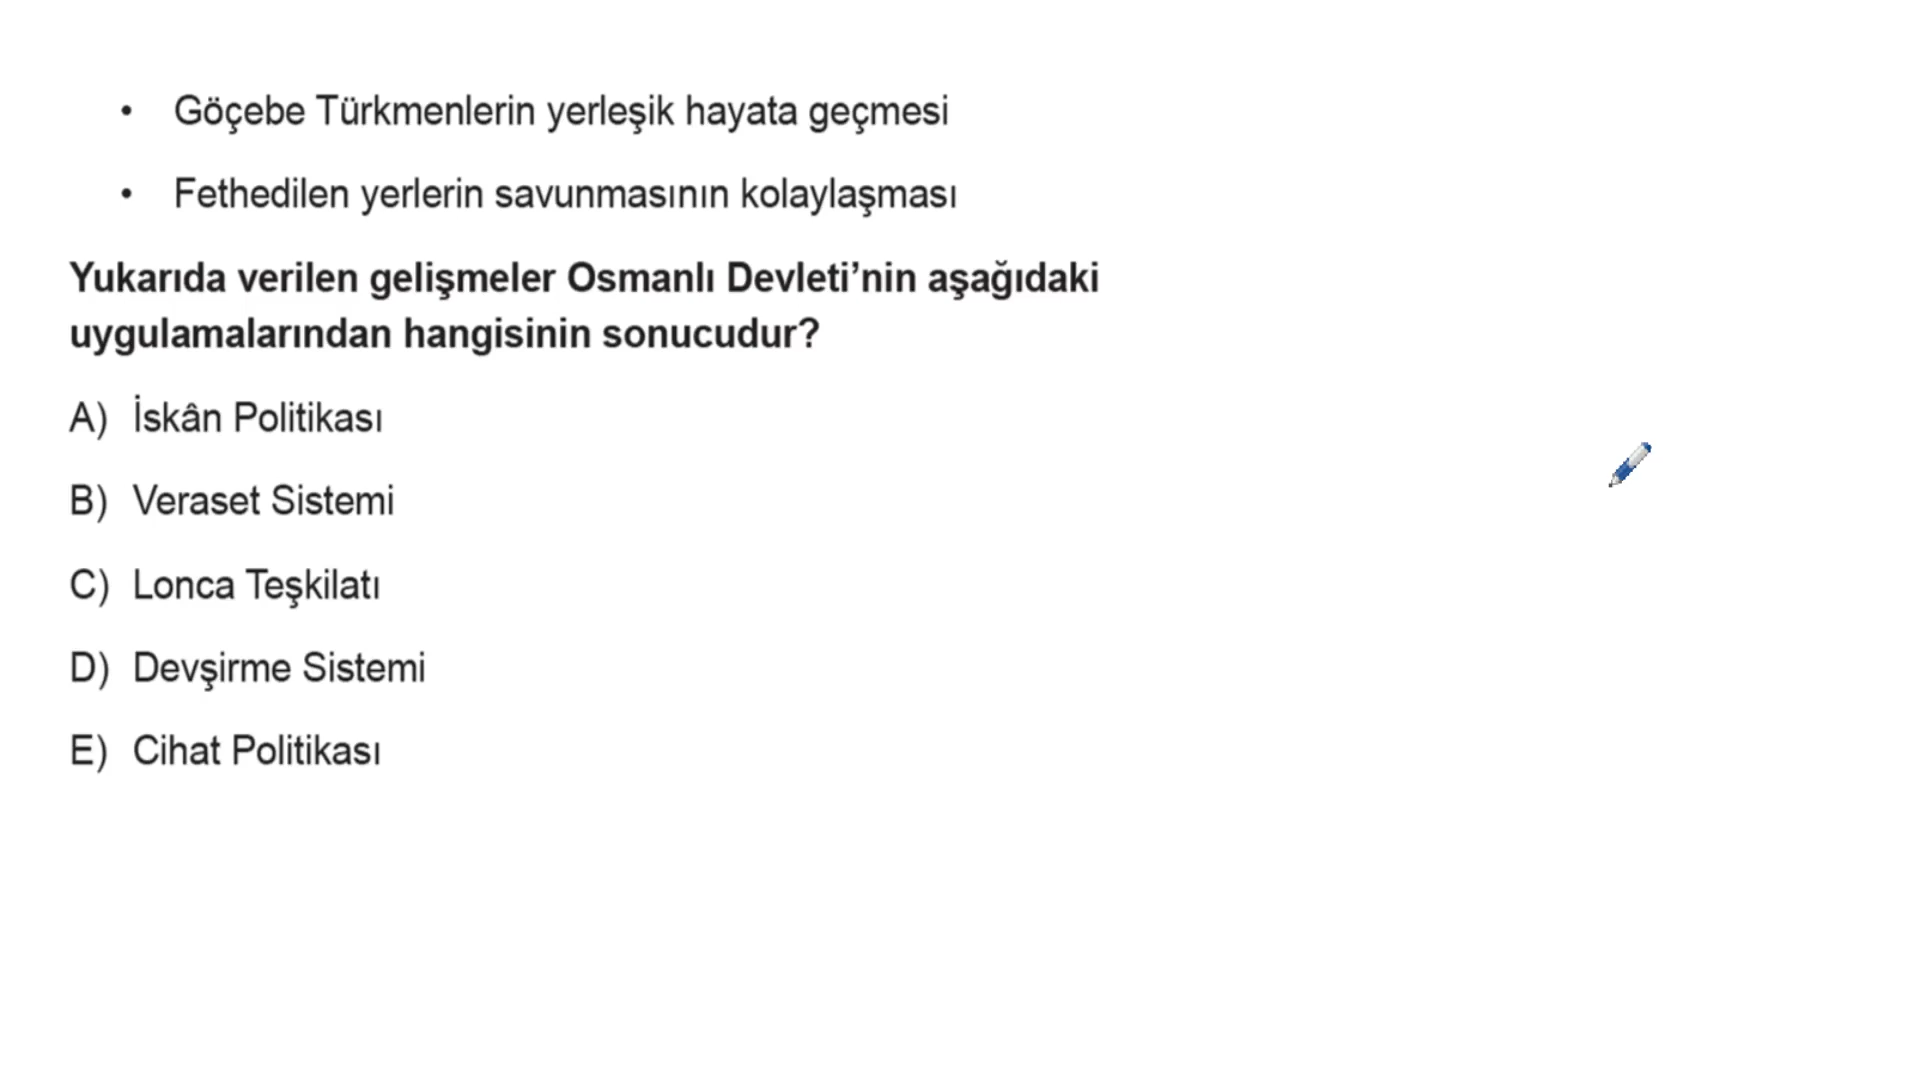 • Göçebe Türkmenlerin yerleşik hayata geçmesi
• Fethedilen yerlerin savunmasının kolaylaşması
Yukarıda verilen gelişmeler Osmanlı Devleti’nin aşağıdaki
uygulamalarından hangisinin sonucudur?
A) İskân Politikası
B) Veraset Sistemi
C) Lonca Teşkilatı
D) Devşirme Sistemi
E) Cihat Politikası